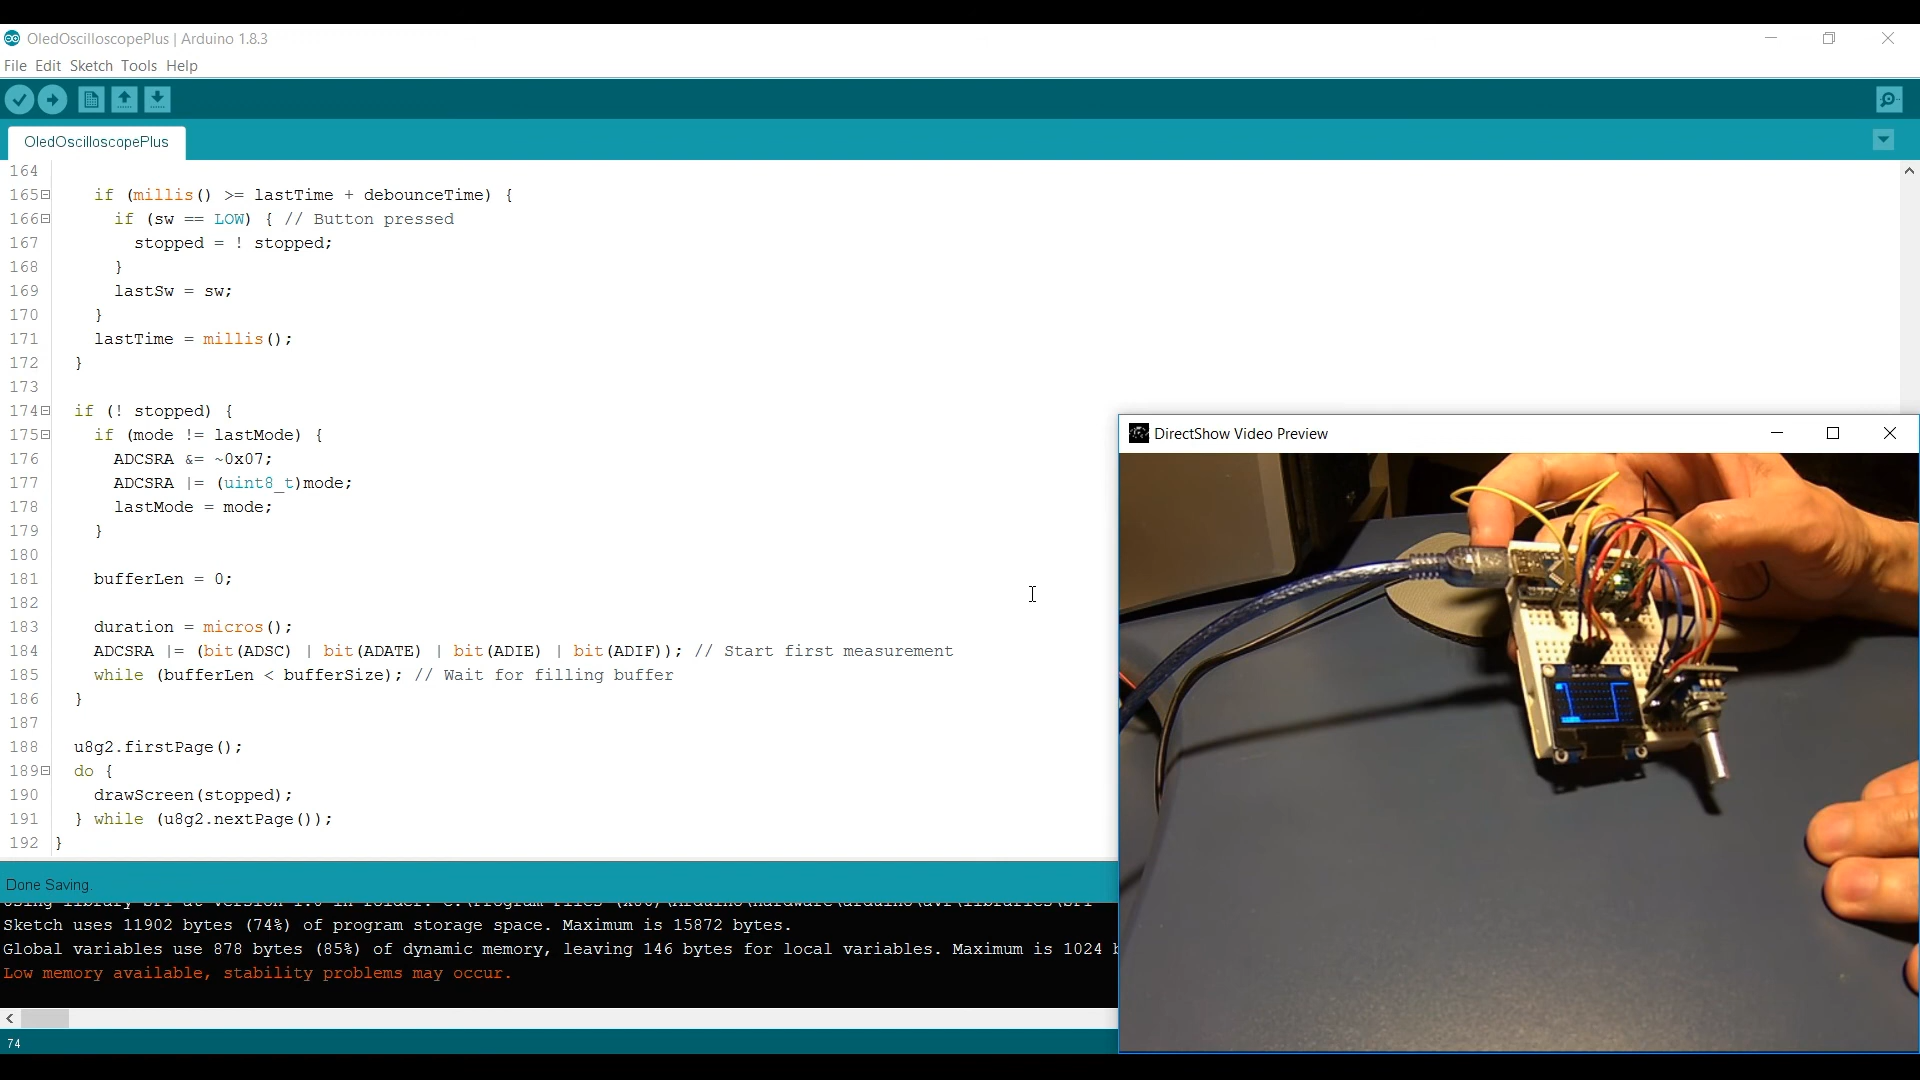 OledOscilloscopePlus | Arduino 1.8.3
File Edit Sketch Tools Help
OledOscilloscopePlus
164
165 if (millis() >= lastTime + debounceTime) {
166 if (sw == LOW) { // Button pressed
167 stopped = ! stopped;
168 }
169 lastSw = sw;
170 }
171 lastTime = millis();
172 }
173
174 if (! stopped) {
175 if (mode != lastMode) {
176 ADCSRA &= ~0x07;
177 ADCSRA |= (uint8_t)mode;
178 lastMode = mode;
179 }
180
181 bufferLen = 0;
182
183 duration = micros();
184 ADCSRA |= (bit(ADSC) | bit(ADATE) | bit(ADIE) | bit(ADIF)); // Start first measurement
185 while (bufferLen < bufferSize); // Wait for filling buffer
186 }
187
188 u8g2.firstPage();
189 do {
190 drawScreen(stopped);
191 } while (u8g2.nextPage());
192 }
DirectShow Video Preview
Done Saving.
Sketch uses 11902 bytes (74%) of program storage space. Maximum is 15872 bytes.
Global variables use 878 bytes (85%) of dynamic memory, leaving 146 bytes for local variables. Maximum is 1024
Low memory available, stability problems may occur.
74